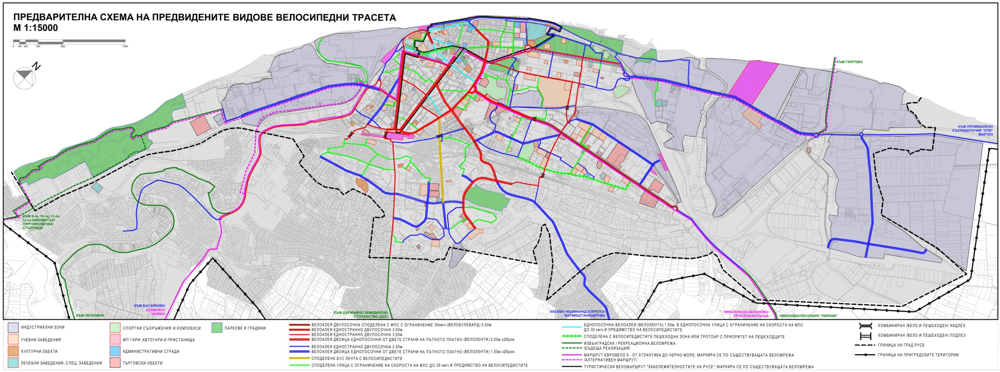 ПРЕДВАРИТЕЛНА СХЕМА НА ПРЕДВИДЕНИТЕ ВИДОВЕ ВЕЛОСИПЕДНИ ТРАСЕТА
М 1:15000
0 100 200 400 800 1000
N
КЪМ ГЮРГЕВО
КЪМ ПРОМИШЛЕНО
СЪСРЕДОТОЧИЕ "КТМ"
МАРТЕН
КЪМ 9-ти, 10-ти, 11-ти,
12-ти КИЛОМЕТЪР/
ПИРГОВО/МЕЧКА/
СТЪЛПИЩЕ
КЪМ ПЕПЕЛИНА
КЪМ БАСАРБОВО
БОЖИЧЕН/
ЧЕРВЕН
КЪМ ДЪРЖАВНО ЗЕМЕДЕЛСКО
СТОПАНСТВО (ДЗС)
КАСЕВА ЧЕШМА/НАД ЕЗЕРОТО/
БАТМИШ/ТАНКОДРУМА
НИКОЛОВО/Д.АБЛАНОВО/
ПРОСЕНА/ХОТАНЦА
НИКОЛОВО/ЛЕСОПАРК "ЛИПНИК"
ИНДУСТРИАЛНИ ЗОНИ
УЧЕБНИ ЗАВЕДЕНИЯ
КУЛТУРНИ ОБЕКТИ
ЛЕЧЕБНИ ЗАВЕДЕНИЯ, СПЕЦ. ЗАВЕДЕНИЯ
СПОРТНИ СЪОРЪЖЕНИЯ И КОМПЛЕКСИ
ЖП ГАРИ, АВТОГАРИ И ПРИСТАНИЩА
АДМИНИСТРАТИВНИ СГРАДИ
ТЪРГОВСКИ ОБЕКТИ
ПАРКОВЕ И ГРАДИНИ
ВЕЛОАЛЕЯ ДВУПОСОЧНА СПОДЕЛЕНА С МПС С ОГРАНИЧЕНИЕ 30км/ч (ВЕЛОБУЛЕВАРД) 5,50м.
ВЕЛОАЛЕЯ ЕДНОСТРАННО ДВУПОСОЧНА 3,50м.
ВЕЛОАЛЕЯ ЕДНОСТРАННО ДВУПОСОЧНА 3,00м.
ВЕЛОАЛЕЯ ДВОИЦА ЕДНОПОСОЧНИ ОТ ДВЕТЕ СТРАНИ НА ПЪТНОТО ПЛАТНО (ВЕЛОЛЕНТИ) 2,00м.х2броя
ВЕЛОАЛЕЯ ЕДНОСТРАННО ДВУПОСОЧНА 2,50м.
ВЕЛОАЛЕЯ ДВОИЦА ЕДНОПОСОЧНИ ОТ ДВЕТЕ СТРАНИ НА ПЪТНОТО ПЛАТНО (ВЕЛОЛЕНТИ) 1,50м.х2броя
СПОДЕЛЕНА БУС ЛЕНТА С ВЕЛОСИПЕДИСТИТЕ
СПОДЕЛЕНА УЛИЦА С ОГРАНИЧЕНИЕ НА СКОРОСТА НА МПС ДО 30 км/ч И ПРЕДИМСТВО НА ВЕЛОСИПЕДИСТИТЕ
ЕДНОПОСОЧНА ВЕЛОАЛЕЯ (ВЕЛОЛЕНТА) 1,50м. В ЕДНОПОСОЧНА УЛИЦА С ОГРАНИЧЕНИЕ НА СКОРОСТА НА МПС
ДО 30 км/ч И ПРЕДИМСТВО НА ВЕЛОСИПЕДИСТИТЕ
СПОДЕЛЕНА С ВЕЛОСИПЕДИСТИТЕ ПЕШЕХОДНА ЗОНА ИЛИ ТРОТОАР С ПРИОРИТЕТ НА ПЕШЕХОДЦИТЕ
ИЗВЪНГРАДСКА / РЕКРЕАЦИОННА ВЕЛОМРЕЖА
/БЪДЕЩА РЕАЛИЗАЦИЯ/
МАРШРУТ ЕВРОВЕЛО 6 - ОТ АТЛАНТИКА ДО ЧЕРНО МОРЕ; МАРКИРА СЕ ПО СЪЩЕСТВУВАЩАТА ВЕЛОМРЕЖА
/АЛТЕРНАТИВЕН МАРШРУТ/
ТУРИСТИЧЕСКИ ВЕЛОМАРШРУТ "ЗАБЕЛЕЖИТЕЛНОСТИТЕ НА РУСЕ"; МАРКИРА СЕ ПО СЪЩЕСТВУВАЩАТА ВЕЛОМРЕЖА
КОМБИНИРАН /ВЕЛО И ПЕШЕХОДЕН/ НАДЛЕЗ
КОМБИНИРАН /ВЕЛО И ПЕШЕХОДЕН/ ПОДЛЕЗ
ГРАНИЦА НА ГРАД РУСЕ
ГРАНИЦА НА ПРИГРАДСКИТЕ ТЕРИТОРИИ